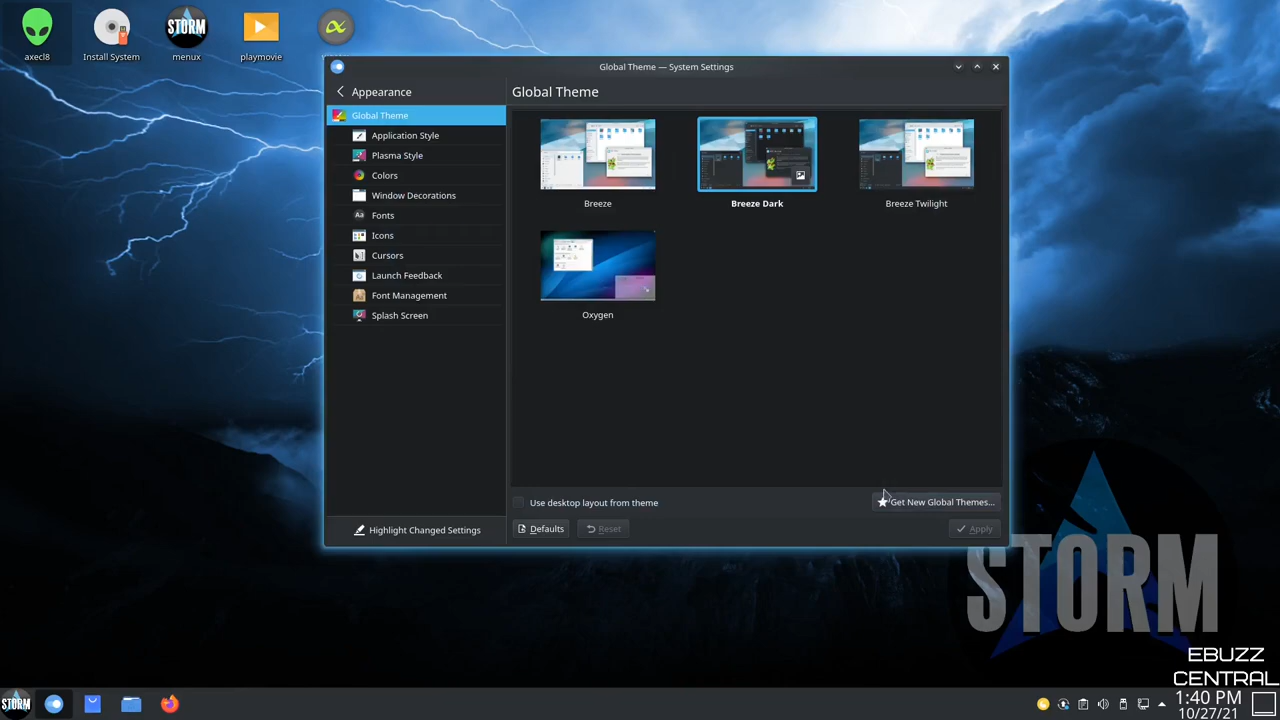 axecl8
Install System
STORM
menux
playmovie
Global Theme — System Settings
Appearance
Global Theme
Application Style
Plasma Style
Colors
Window Decorations
Aa Fonts
Icons
Cursors
Launch Feedback
Font Management
Splash Screen
Highlight Changed Settings
Global Theme
Breeze
Breeze Dark
Breeze Twilight
Oxygen
Use desktop layout from theme
Get New Global Themes...
Defaults
Reset
Apply
STORM
EBUZZ
CENTRAL
STORM
1:40 PM
10/27/21